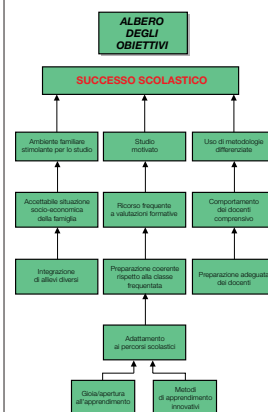 ALBERO
DEGLI
OBIETTIVI
SUCCESSO SCOLASTICO
Ambiente familiare
stimolante per lo studio
Studio
motivato
Uso di metodologie
differenziate
Accettabile situazione
socio-economica
della famiglia
Ricorso frequente
a valutazioni formative
Comportamento
dei docenti
comprensivo
Integrazione
di allievi diversi
Preparazione coerente
rispetto alla classe
frequentata
Preparazione adeguata
dei docenti
Adattamento
ai percorsi scolastici
Gioia/apertura
all'apprendimento
Metodi
di apprendimento
innovativi